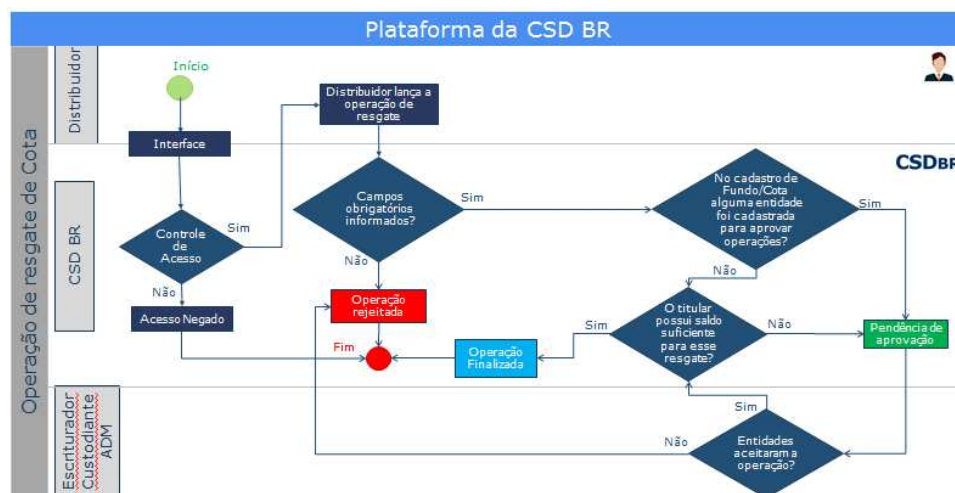 Plataforma da CSD BR
Operação de resgate de Cota
Distribuidor
Início
Interface
Distribuidor lança a
operação de
resgate
CSD BR
CSDBR
Controle
de
Acesso
Sim
Não
Acesso Negado
Campos
obrigatórios
informados?
Sim
Não
Operação
rejeitada
Fim
No cadastro de
Fundo/Cota
alguma entidade
foi cadastrada
para aprovar
operações?
Sim
Não
O titular
possui saldo
suficiente
para esse
resgate?
Sim
Não
Operação
Finalizada
Pendência de
aprovação
Escriturador
Custodiante
ADM
Sim
Não
Entidades
aceitaram a
operação?